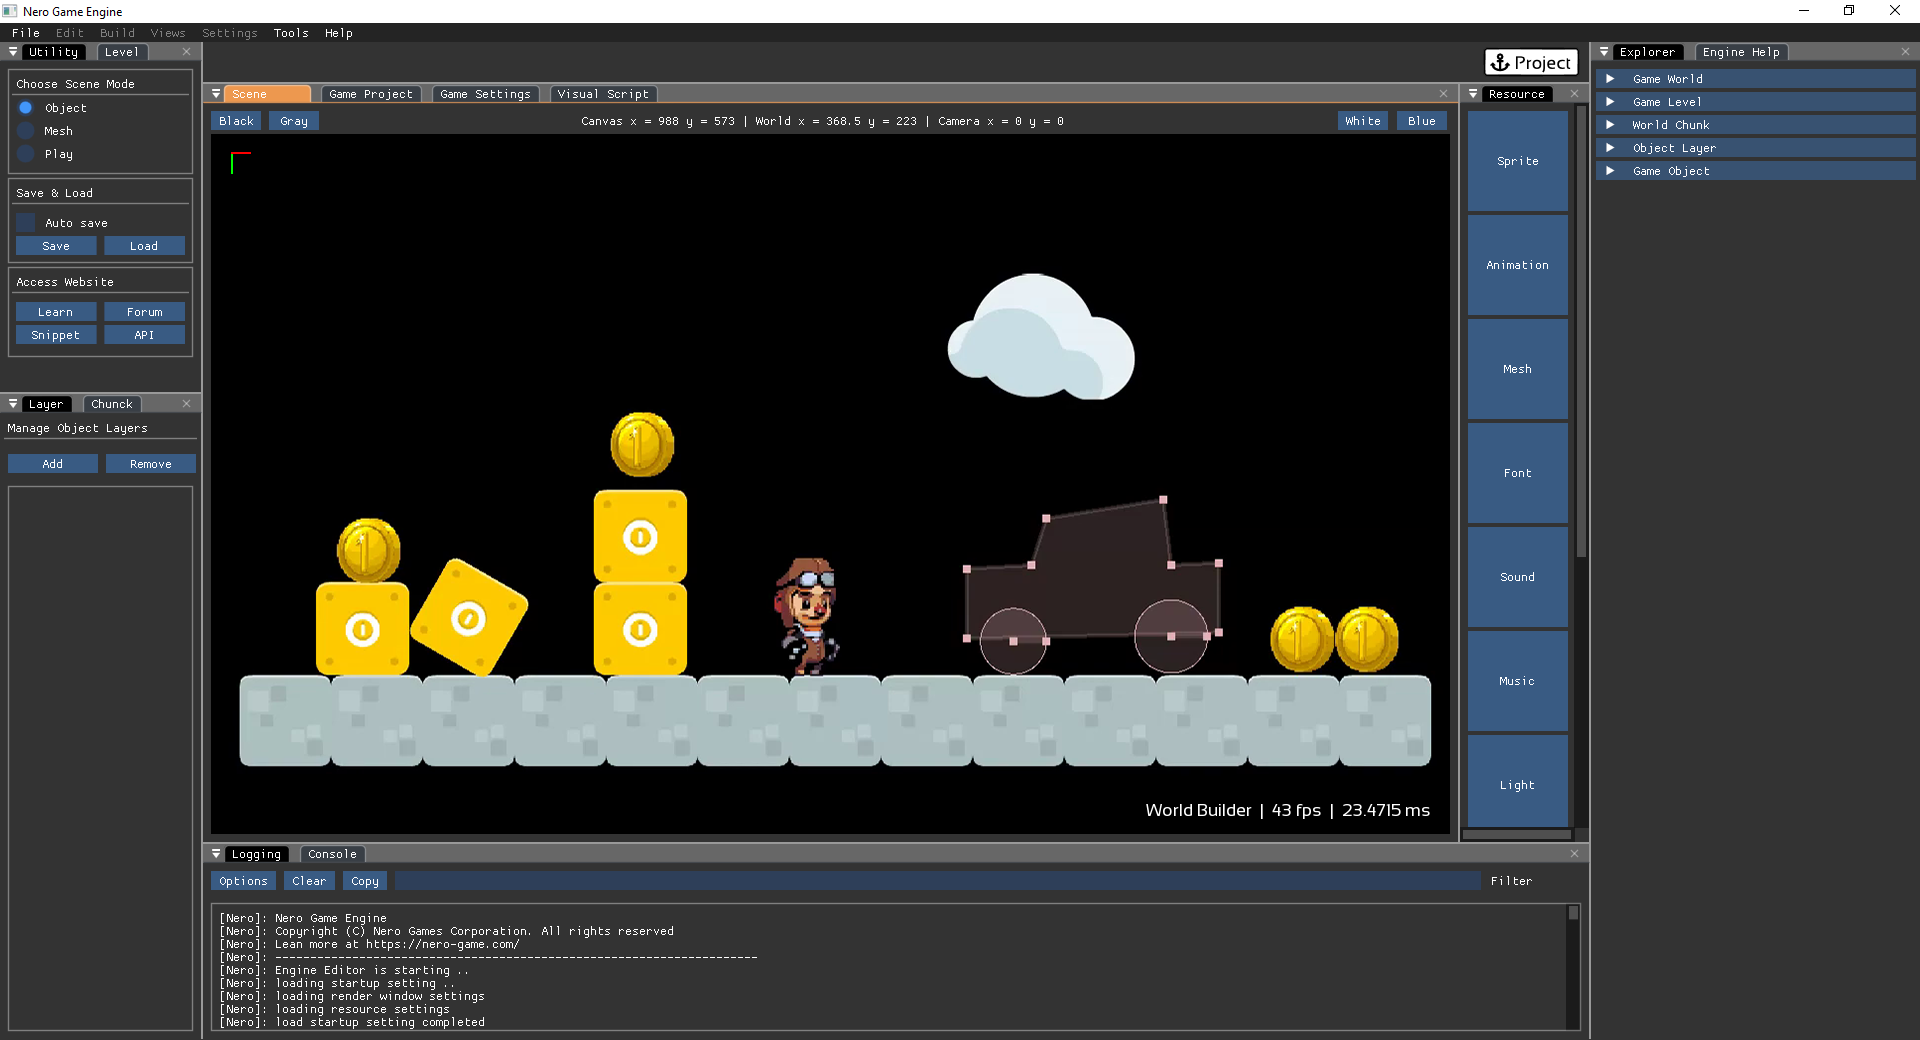 Nero Game Engine
File Edit Build Views Settings Tools Help
Utility Level
Choose Scene Mode
Object
Mesh
Play
Save & Load
Auto save
Save Load
Access Website
Learn Forum
Snippet API
Layer Chunck
Manage Object Layers
Add Remove
Project
Scene Game Project Game Settings Visual Script
Black Gray Canvas x = 988 y = 573 | World x = 368.5 y = 223 | Camera x = 0 y = 0 White Blue
World Builder | 43 fps | 23.4715 ms
Resource
Sprite
Animation
Mesh
Font
Sound
Music
Light
Explorer Engine Help
Game World
Game Level
World Chunk
Object Layer
Game Object
Logging Console
Options Clear Copy Filter
[Nero]: Nero Game Engine
[Nero]: Copyright (C) Nero Games Corporation. All rights reserved
[Nero]: Lean more at https://nero-game.com/
[Nero]: ---------------------------------------------------------------------
[Nero]: Engine Editor is starting ..
[Nero]: loading startup setting ..
[Nero]: loading render window settings
[Nero]: loading resource settings
[Nero]: load startup setting completed